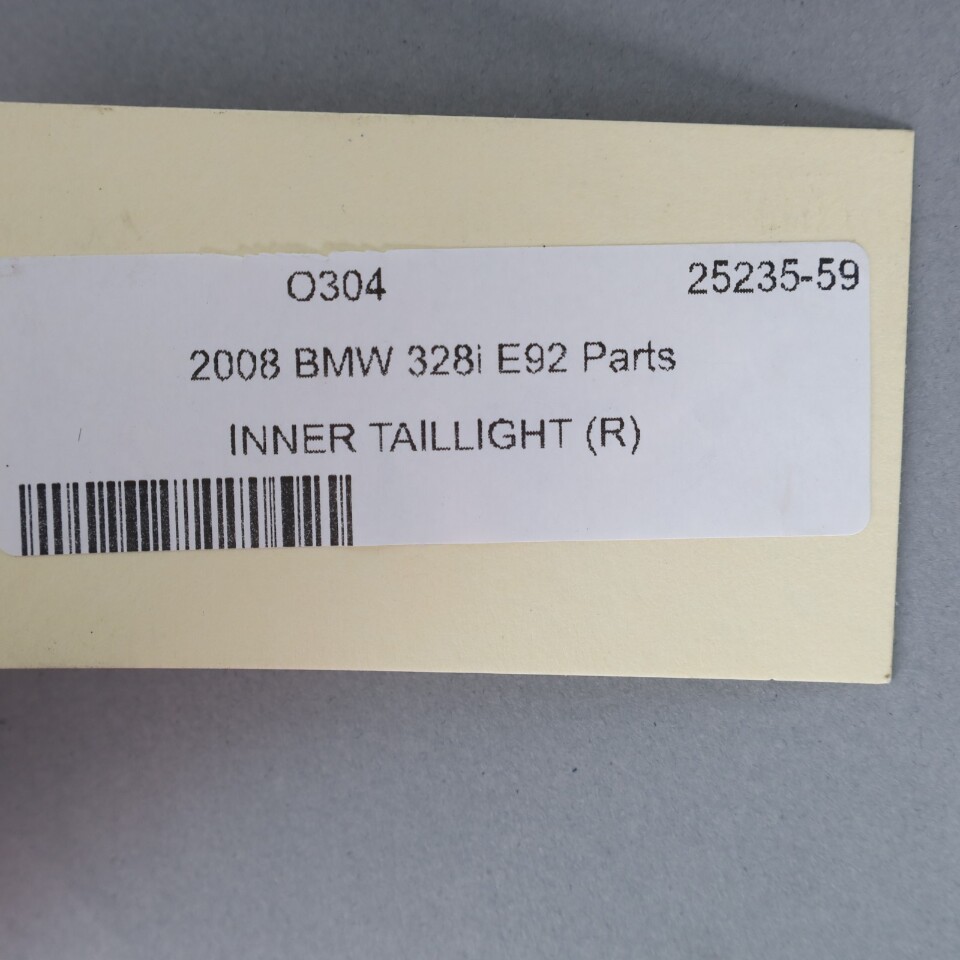 O304 25235-59
2008 BMW 328i E92 Parts
INNER TAILLIGHT (R)